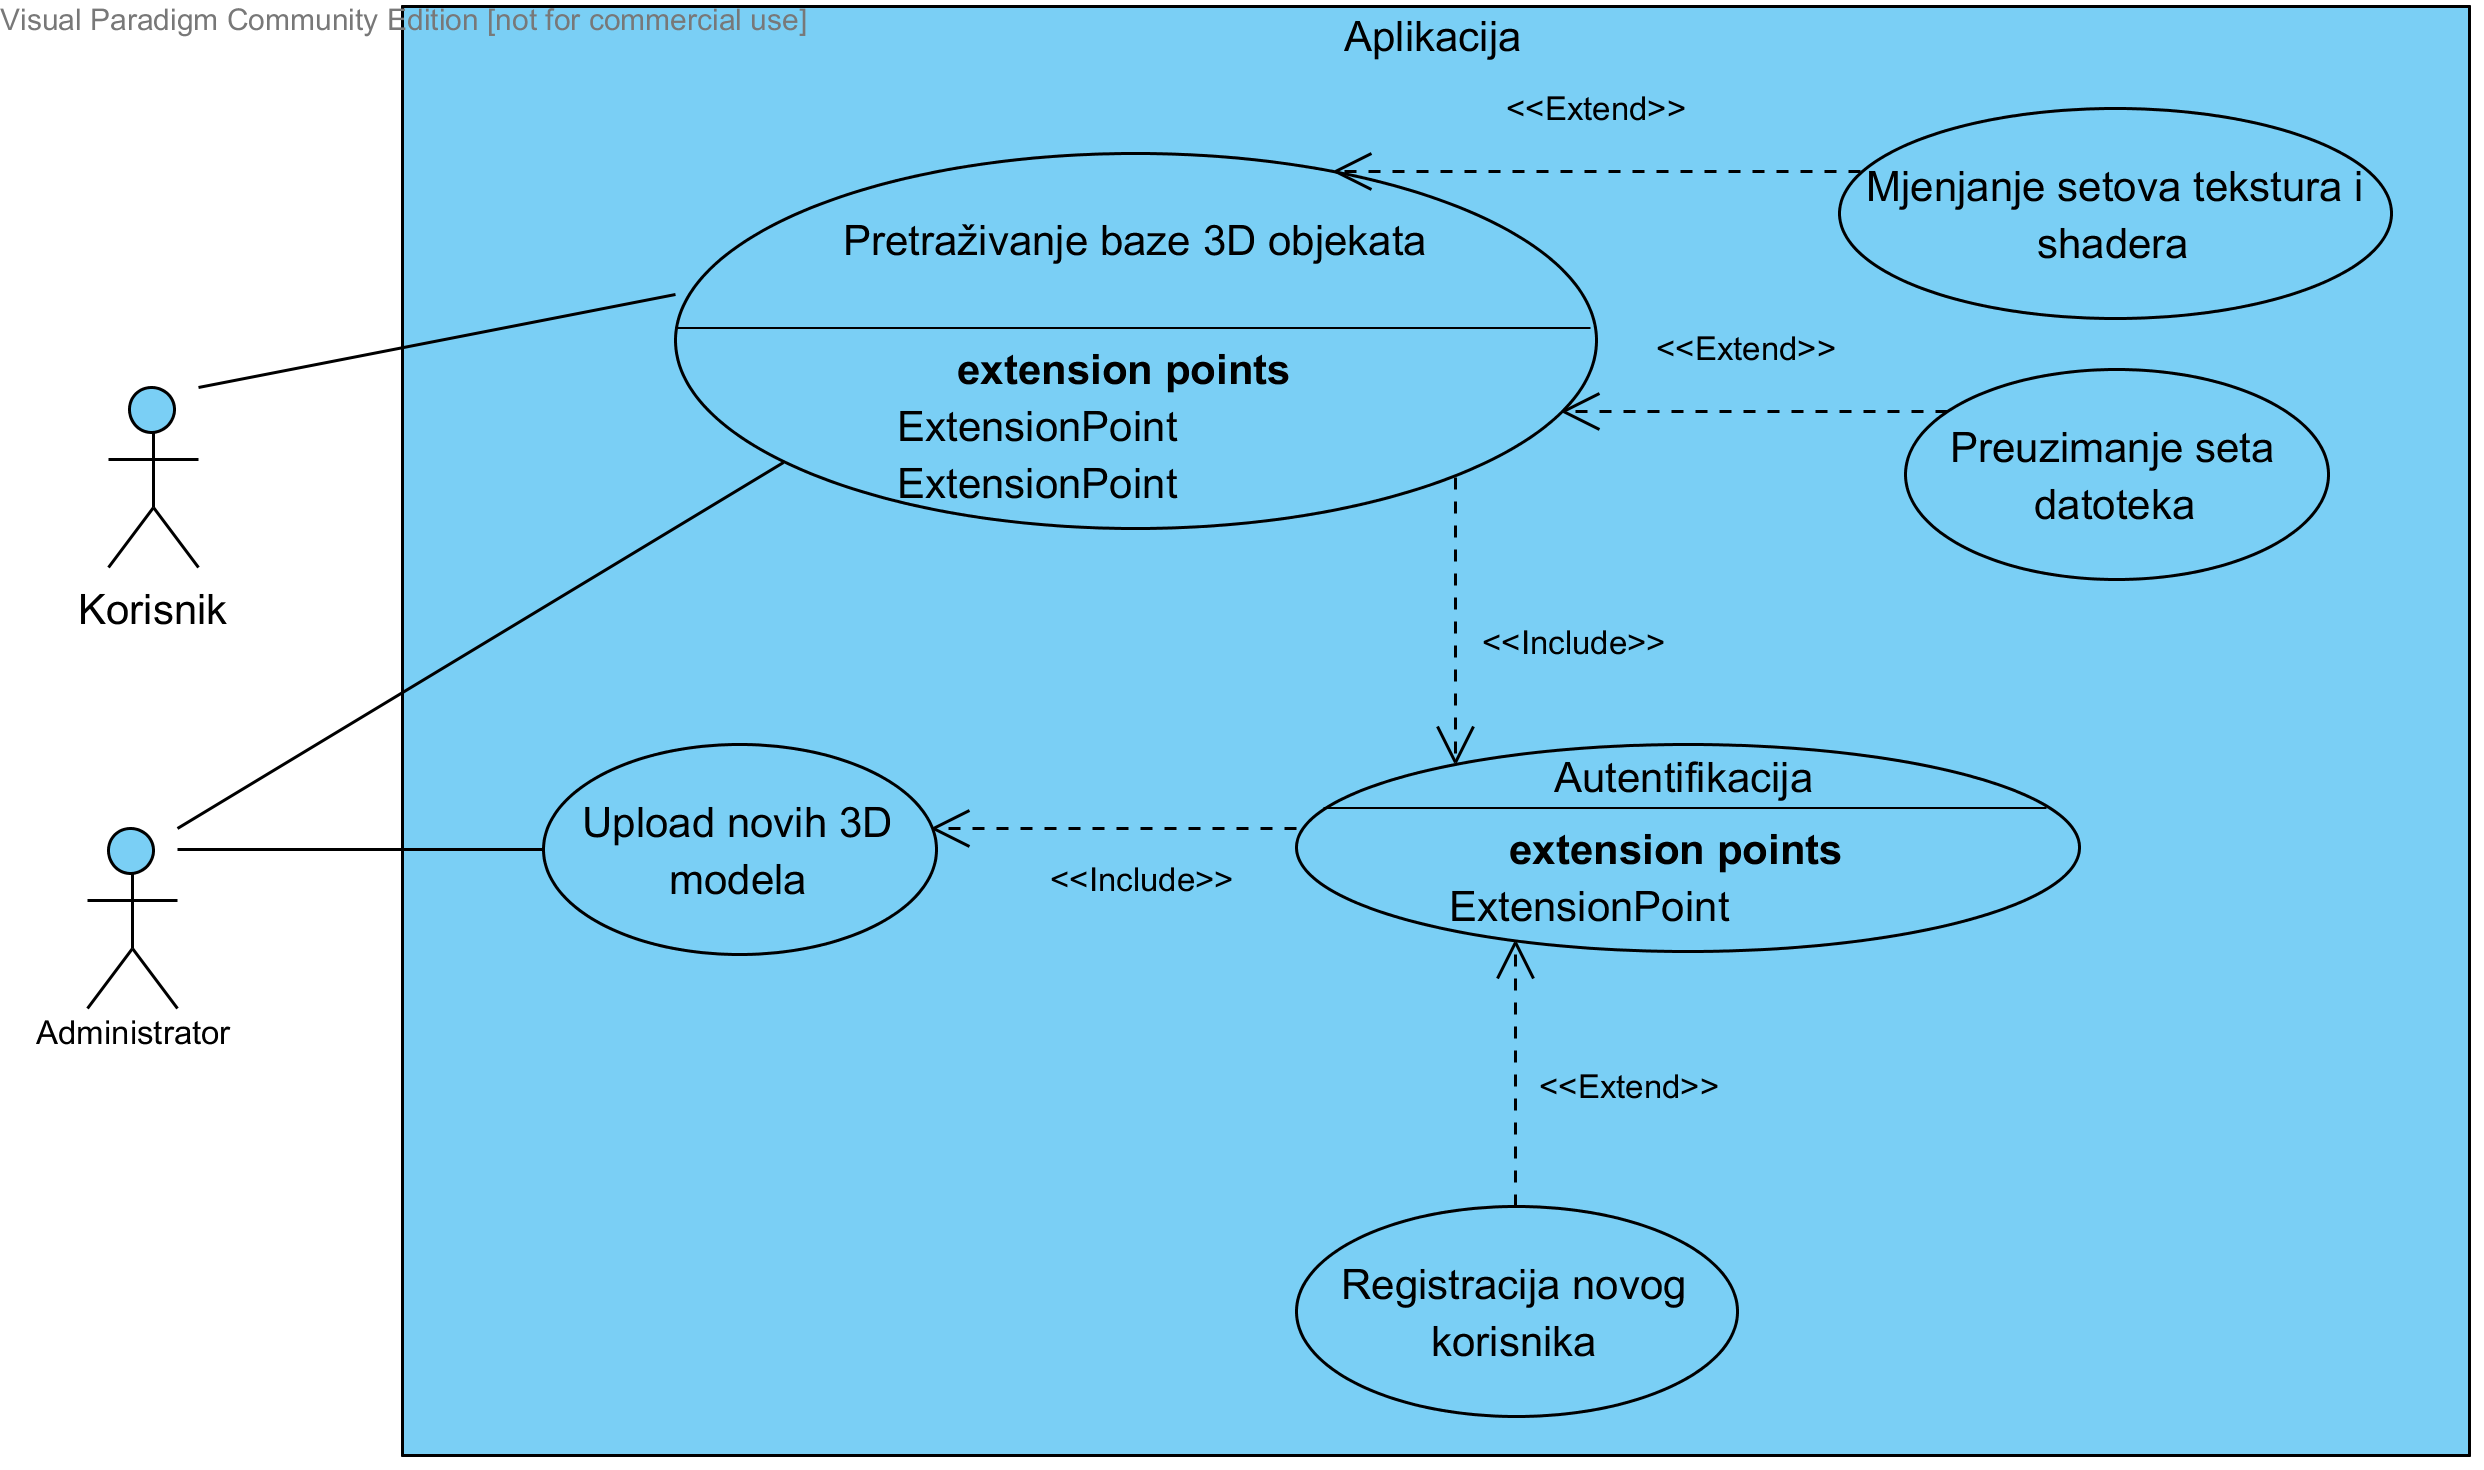 Visual Paradigm Community Edition [not for commercial use]
Aplikacija
<<Extend>>
Mjenjanje setova tekstura i
shadera
Pretraživanje baze 3D objekata
extension points
ExtensionPoint
ExtensionPoint
<<Extend>>
Preuzimanje seta
datoteka
Korisnik
<<Include>>
Upload novih 3D
modela
<<Include>>
Autentifikacija
extension points
ExtensionPoint
Administrator
<<Extend>>
Registracija novog
korisnika